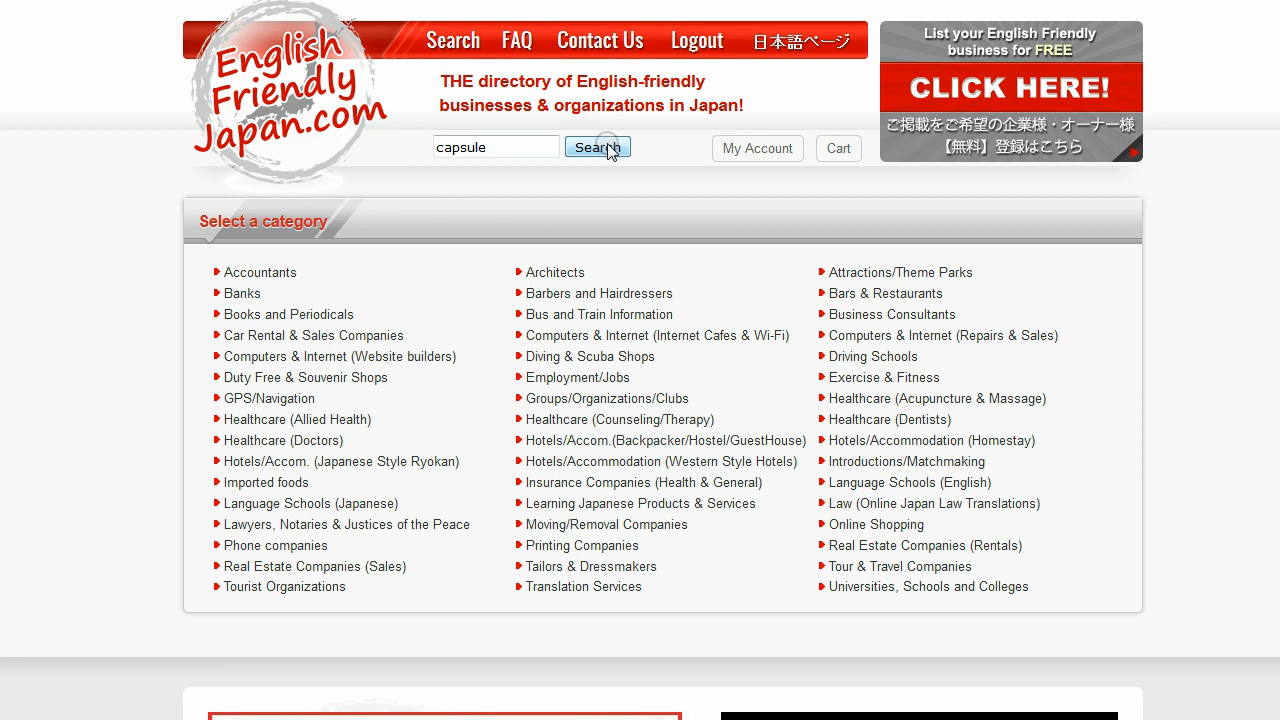 English
Friendly
Japan.com
Search FAQ Contact Us Logout 日本語ページ
THE directory of English-friendly
businesses & organizations in Japan!
capsule Search
My Account Cart
List your English Friendly
business for FREE
CLICK HERE!
ご掲載をご希望の企業様・オーナー様
【無料】登録はこちら
Select a category
Accountants Architects Attractions/Theme Parks
Banks Barbers and Hairdressers Bars & Restaurants
Books and Periodicals Bus and Train Information Business Consultants
Car Rental & Sales Companies Computers & Internet (Internet Cafes & Wi-Fi) Computers & Internet (Repairs & Sales)
Computers & Internet (Website builders) Diving & Scuba Shops Driving Schools
Duty Free & Souvenir Shops Employment/Jobs Exercise & Fitness
GPS/Navigation Groups/Organizations/Clubs Healthcare (Acupuncture & Massage)
Healthcare (Allied Health) Healthcare (Counseling/Therapy) Healthcare (Dentists)
Healthcare (Doctors) Hotels/Accom.(Backpacker/Hostel/GuestHouse) Hotels/Accommodation (Homestay)
Hotels/Accom. (Japanese Style Ryokan) Hotels/Accommodation (Western Style Hotels) Introductions/Matchmaking
Imported foods Insurance Companies (Health & General) Language Schools (English)
Language Schools (Japanese) Learning Japanese Products & Services Law (Online Japan Law Translations)
Lawyers, Notaries & Justices of the Peace Moving/Removal Companies Online Shopping
Phone companies Printing Companies Real Estate Companies (Rentals)
Real Estate Companies (Sales) Tailors & Dressmakers Tour & Travel Companies
Tourist Organizations Translation Services Universities, Schools and Colleges